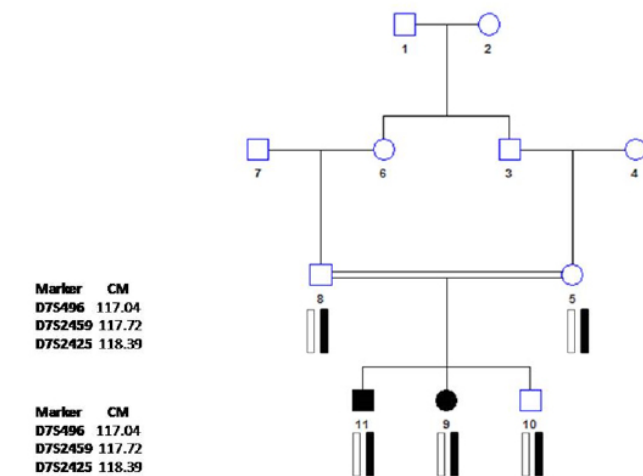 1 2
7 6 3 4
8 5
Marker CM
D7S496 117.04
D7S2459 117.72
D7S2425 118.39
11 9 10
Marker CM
D7S496 117.04
D7S2459 117.72
D7S2425 118.39